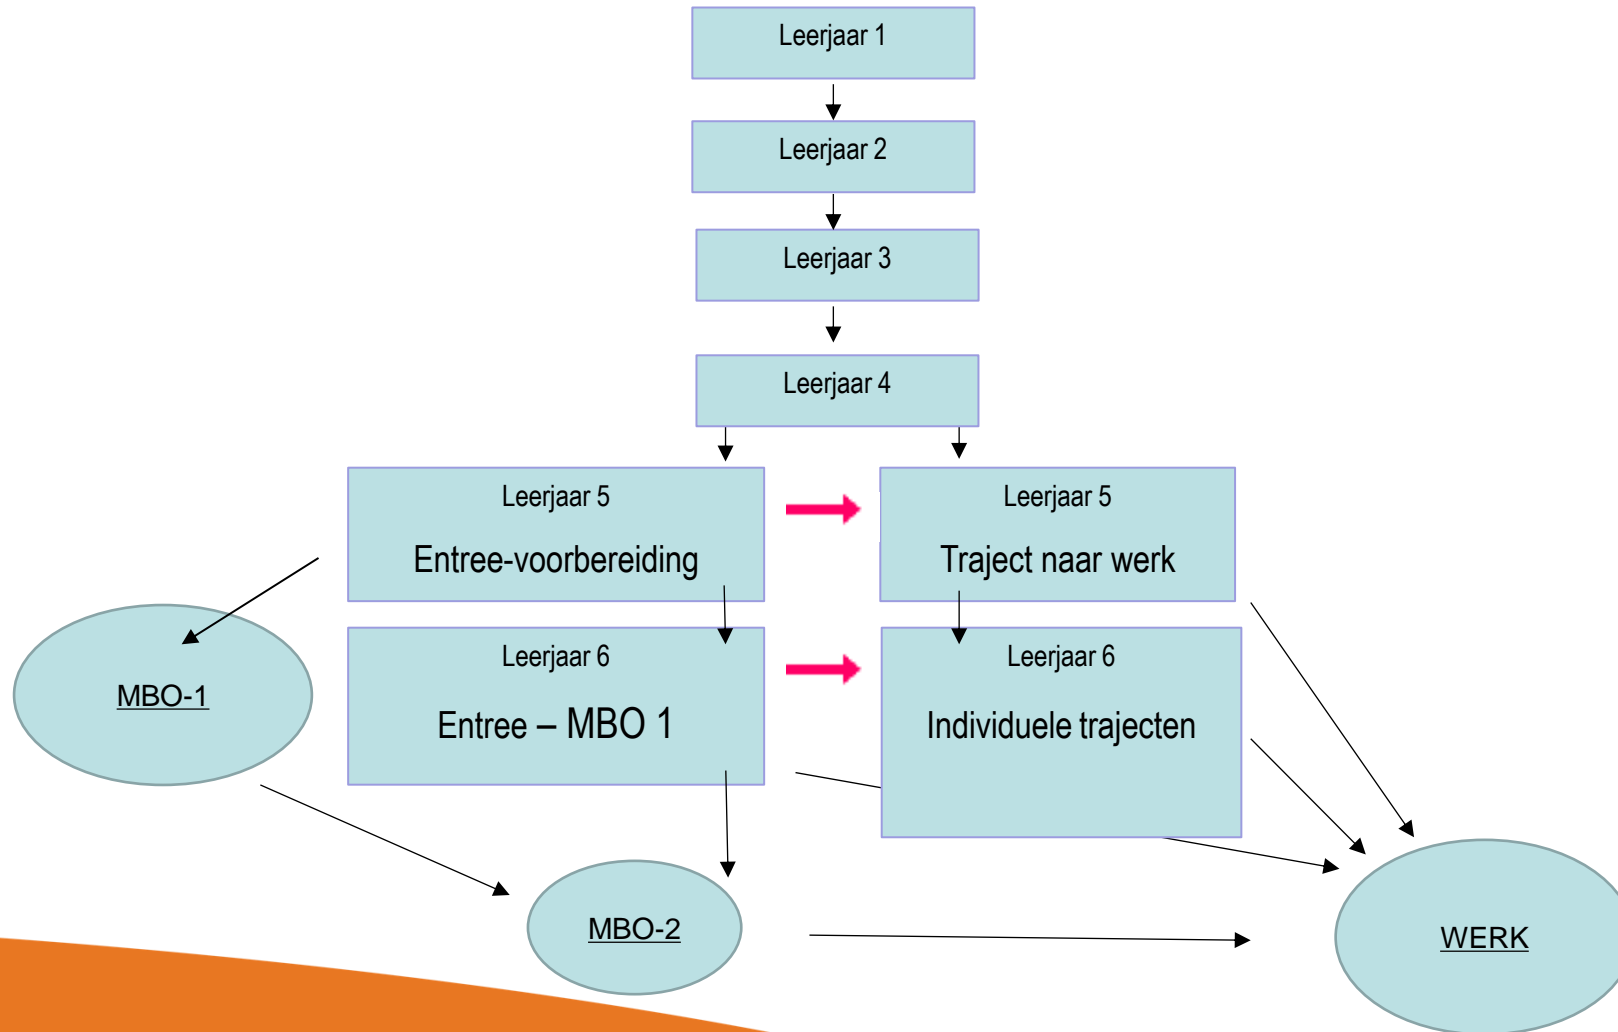 Leerjaar 1
Leerjaar 2
Leerjaar 3
Leerjaar 4
Leerjaar 5
Entree-voorbereiding
Leerjaar 5
Traject naar werk
Leerjaar 6
Entree – MBO 1
Leerjaar 6
Individuele trajecten
MBO-1
MBO-2
WERK